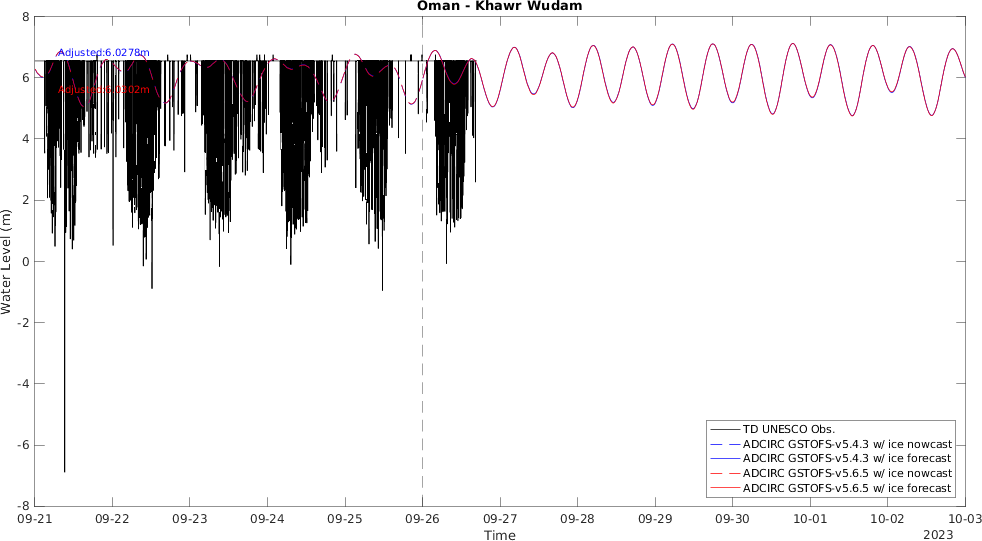 Oman - Khawr Wudam
8
6
4
2
0
-2
-4
-6
-8
Water Level (m)
Adjusted:6.0278m
Adjusted:6.0302m
TD UNESCO Obs.
ADCIRC GSTOFS-v5.4.3 w/ ice nowcast
ADCIRC GSTOFS-v5.4.3 w/ ice forecast
ADCIRC GSTOFS-v5.6.5 w/ ice nowcast
ADCIRC GSTOFS-v5.6.5 w/ ice forecast
09-21 09-22 09-23 09-24 09-25 09-26 09-27 09-28 09-29 09-30 10-01 10-02 10-03
Time
2023